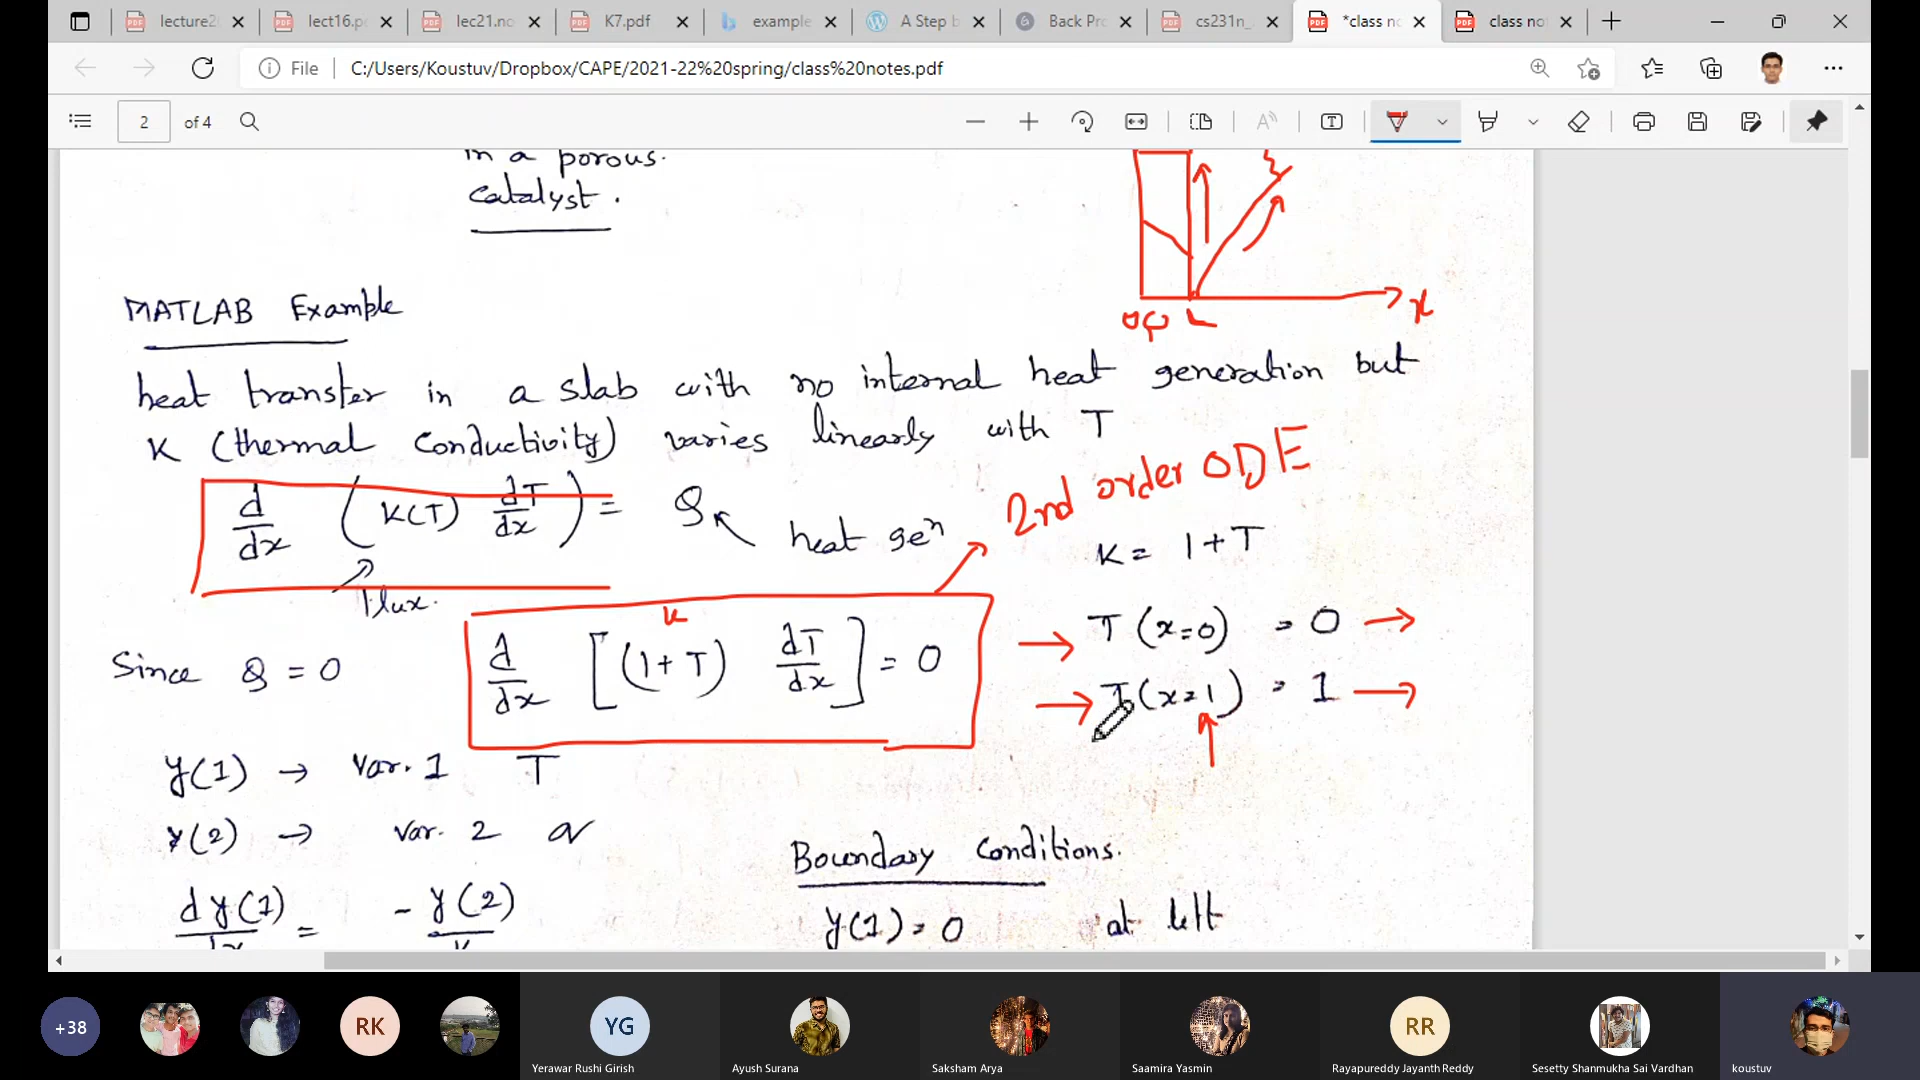 lecture2
lect16.p
lec21.no
K7.pdf
example
A Step b
Back Pro
cs231n_
*class no
class no
File
C:/Users/Koustuv/Dropbox/CAPE/2021-22%20spring/class%20notes.pdf
2 of 4
in a porous.
catalyst.
0 L
x
MATLAB Example
heat transfer in a slab with no internal heat generation but
K (thermal conductivity) varies linearly with T
d/dx (K(T) dT/dx) = Q heat gen
2nd order ODE
flux.
K = 1+T
K
Since Q = 0 d/dx [(1+T) dT/dx] = 0
T (x=0) = 0
T (x=1) = 1
y(1) → var. 1 T
y(2) → var. 2 q
Boundary Conditions.
dy(1)/dx = -y(2)/K
y(1) = 0 at left
+38
RK
YG
Yerawar Rushi Girish
Ayush Surana
Saksham Arya
Saamira Yasmin
RR
Rayapureddy Jayanth Reddy
Sesetty Shanmukha Sai Vardhan
koustuv